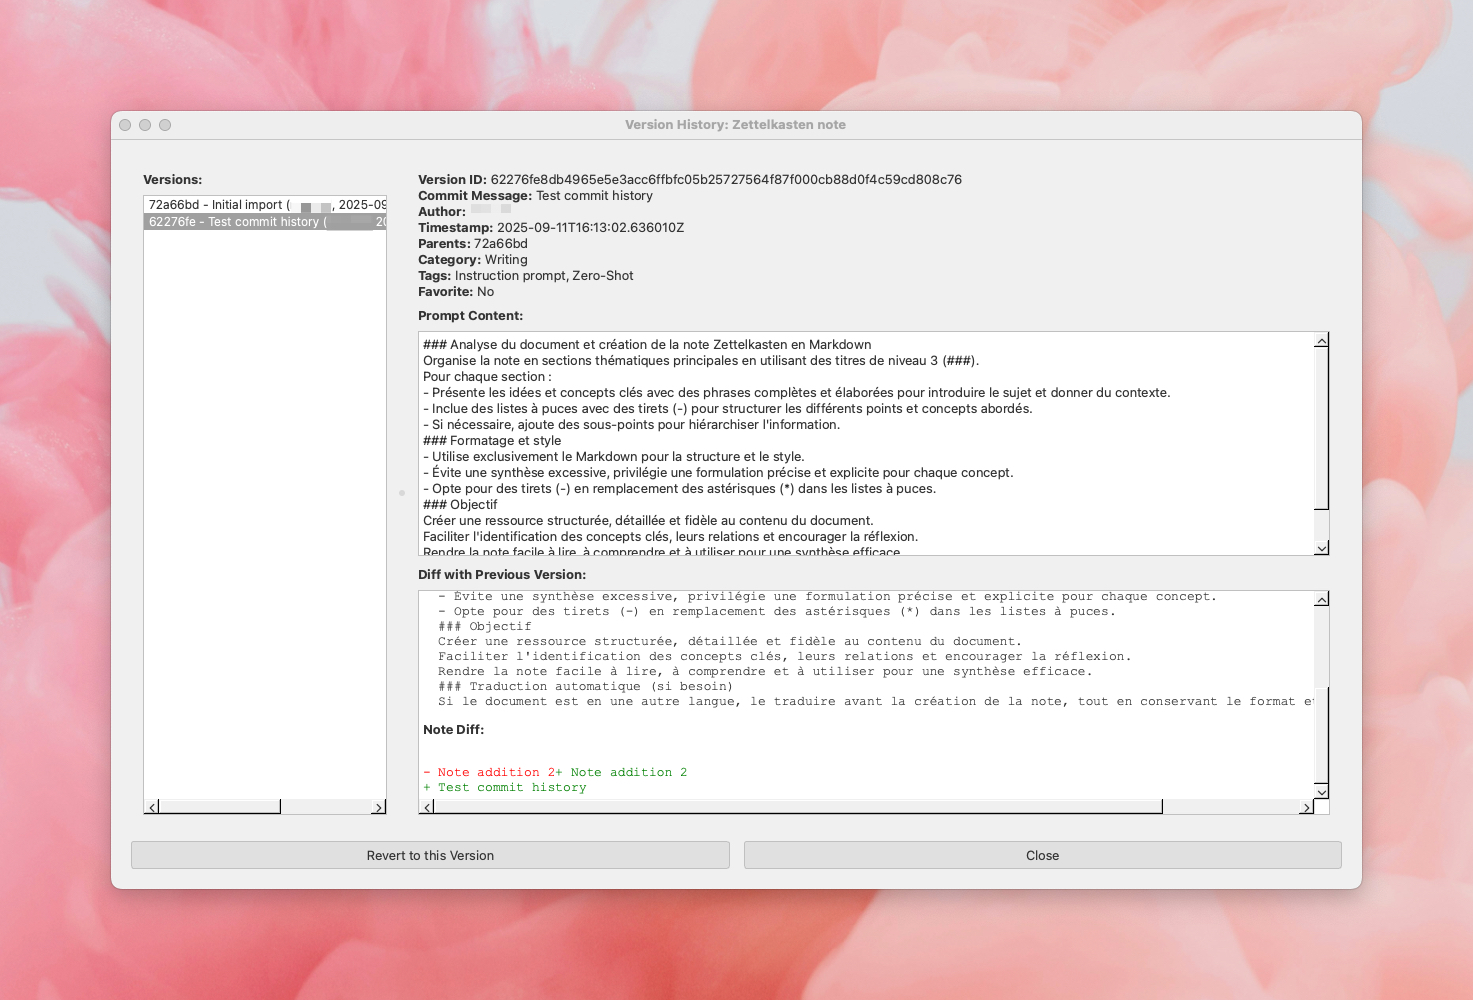 Version History: Zettelkasten note
Versions:
72a66bd - Initial import (, 2025-09
62276fe - Test commit history ( 20
Version ID: 62276fe8db4965e5e3acc6ffbfc05b25727564f87f000cb88d0f4c59cd808c76
Commit Message: Test commit history
Author:
Timestamp: 2025-09-11T16:13:02.636010Z
Parents: 72a66bd
Category: Writing
Tags: Instruction prompt, Zero-Shot
Favorite: No
Prompt Content:
### Analyse du document et création de la note Zettelkasten en Markdown
Organise la note en sections thématiques principales en utilisant des titres de niveau 3 (###).
Pour chaque section :
- Présente les idées et concepts clés avec des phrases complètes et élaborées pour introduire le sujet et donner du contexte.
- Inclue des listes à puces avec des tirets (-) pour structurer les différents points et concepts abordés.
- Si nécessaire, ajoute des sous-points pour hiérarchiser l'information.
### Formatage et style
- Utilise exclusivement le Markdown pour la structure et le style.
- Évite une synthèse excessive, privilégie une formulation précise et explicite pour chaque concept.
- Opte pour des tirets (-) en remplacement des astérisques (*) dans les listes à puces.
### Objectif
Créer une ressource structurée, détaillée et fidèle au contenu du document.
Faciliter l'identification des concepts clés, leurs relations et encourager la réflexion.
Rendre la note facile à lire, à comprendre et à utiliser pour une synthèse efficace.
Diff with Previous Version:
- Évite une synthèse excessive, privilégie une formulation précise et explicite pour chaque concept.
- Opte pour des tirets (-) en remplacement des astérisques (*) dans les listes à puces.
### Objectif
Créer une ressource structurée, détaillée et fidèle au contenu du document.
Faciliter l'identification des concepts clés, leurs relations et encourager la réflexion.
Rendre la note facile à lire, à comprendre et à utiliser pour une synthèse efficace.
### Traduction automatique (si besoin)
Si le document est en une autre langue, le traduire avant la création de la note, tout en conservant le format et
Note Diff:
- Note addition 2+ Note addition 2
+ Test commit history
Revert to this Version
Close